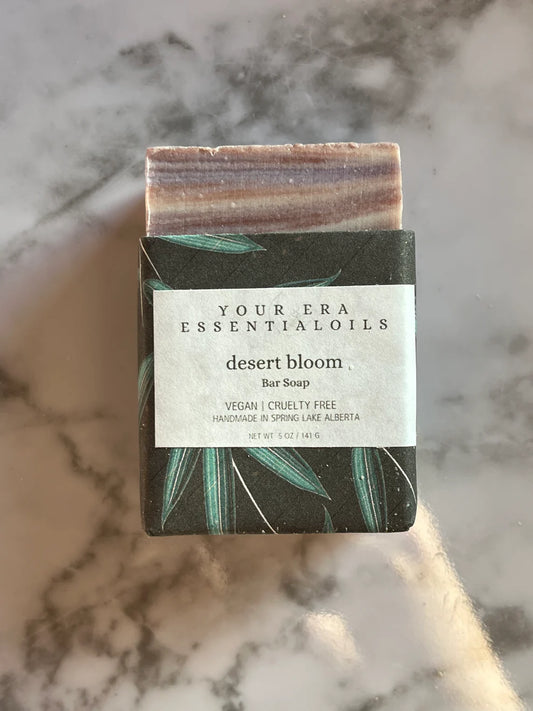 YOUR ERA
ESSENTIALOILS
desert bloom
Bar Soap
VEGAN | CRUELTY FREE
HANDMADE IN SPRING LAKE ALBERTA
NET WT. 5 OZ / 141 G